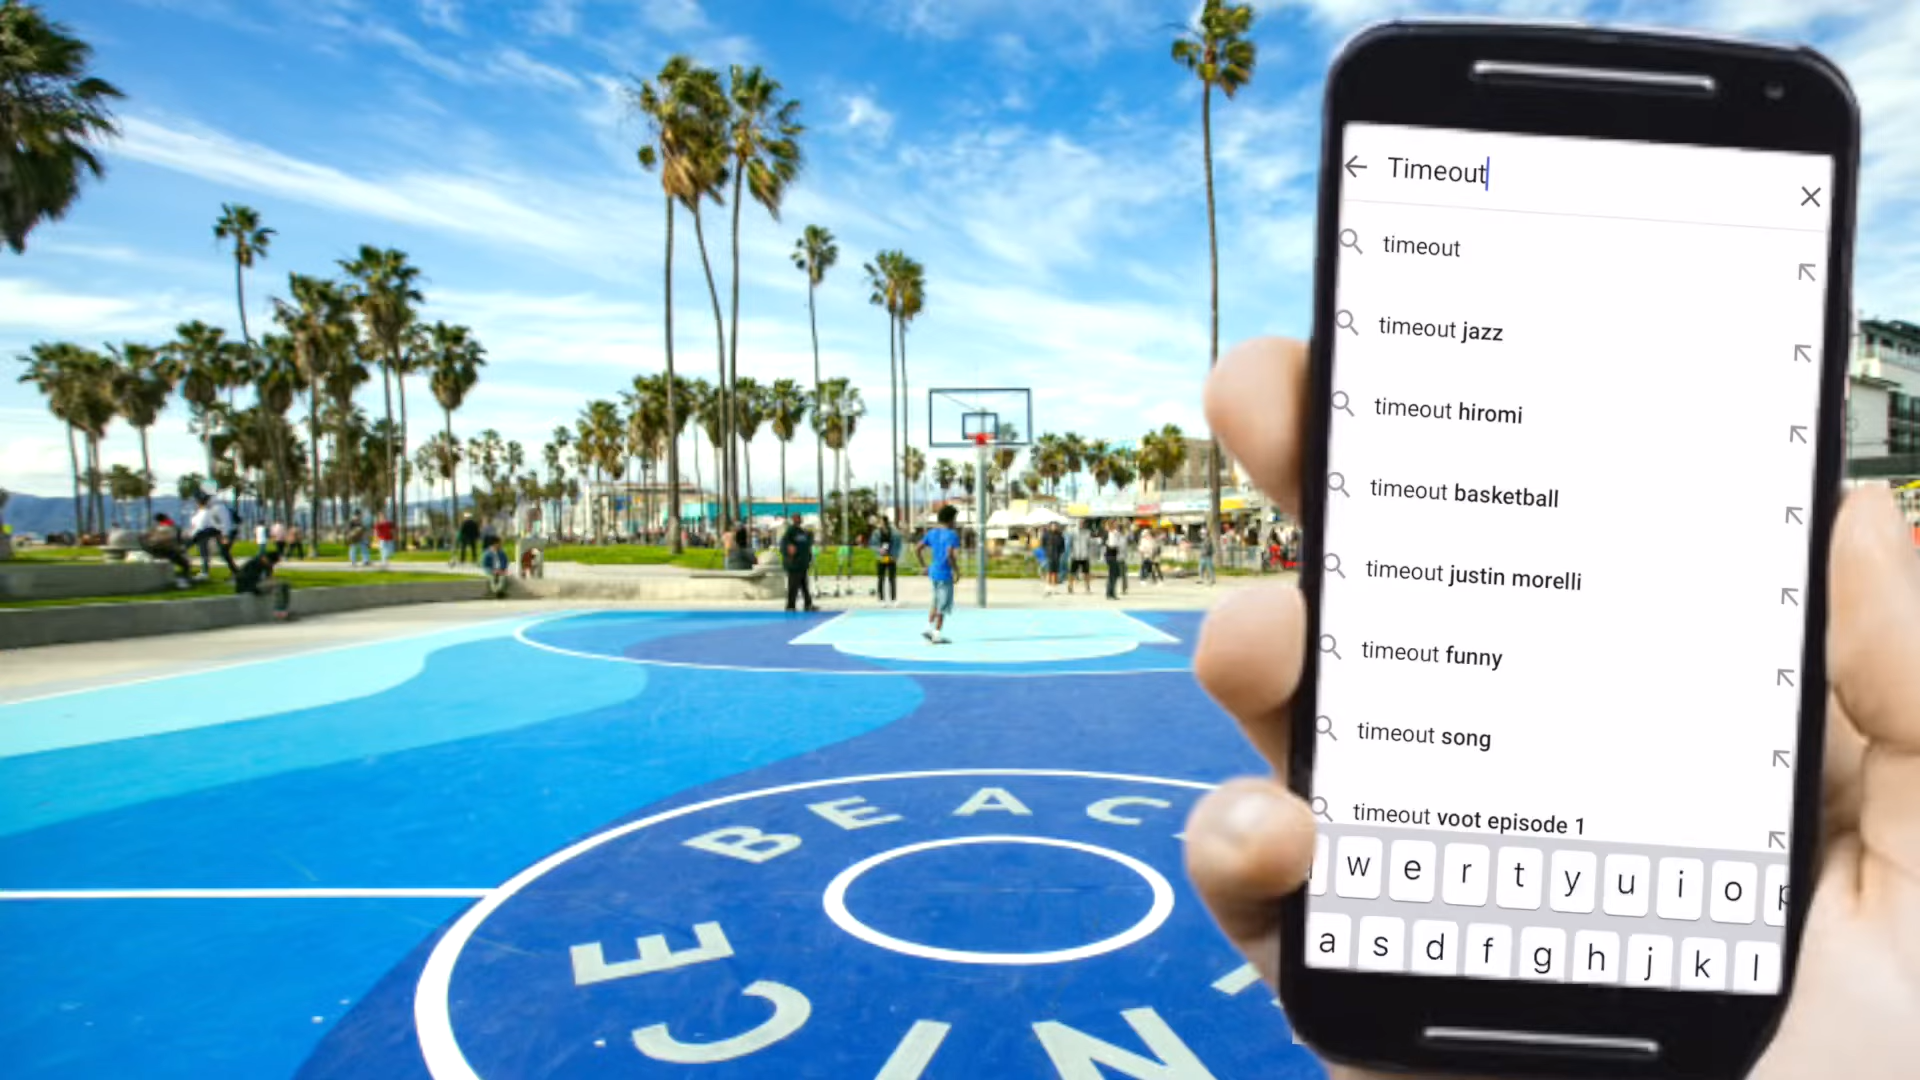 Timeout
timeout
timeout jazz
timeout hiromi
timeout basketball
timeout justin morelli
timeout funny
timeout song
timeout voot episode 1
w e r t y u i o p
a s d f g h j k l
BEAC
ICE
N